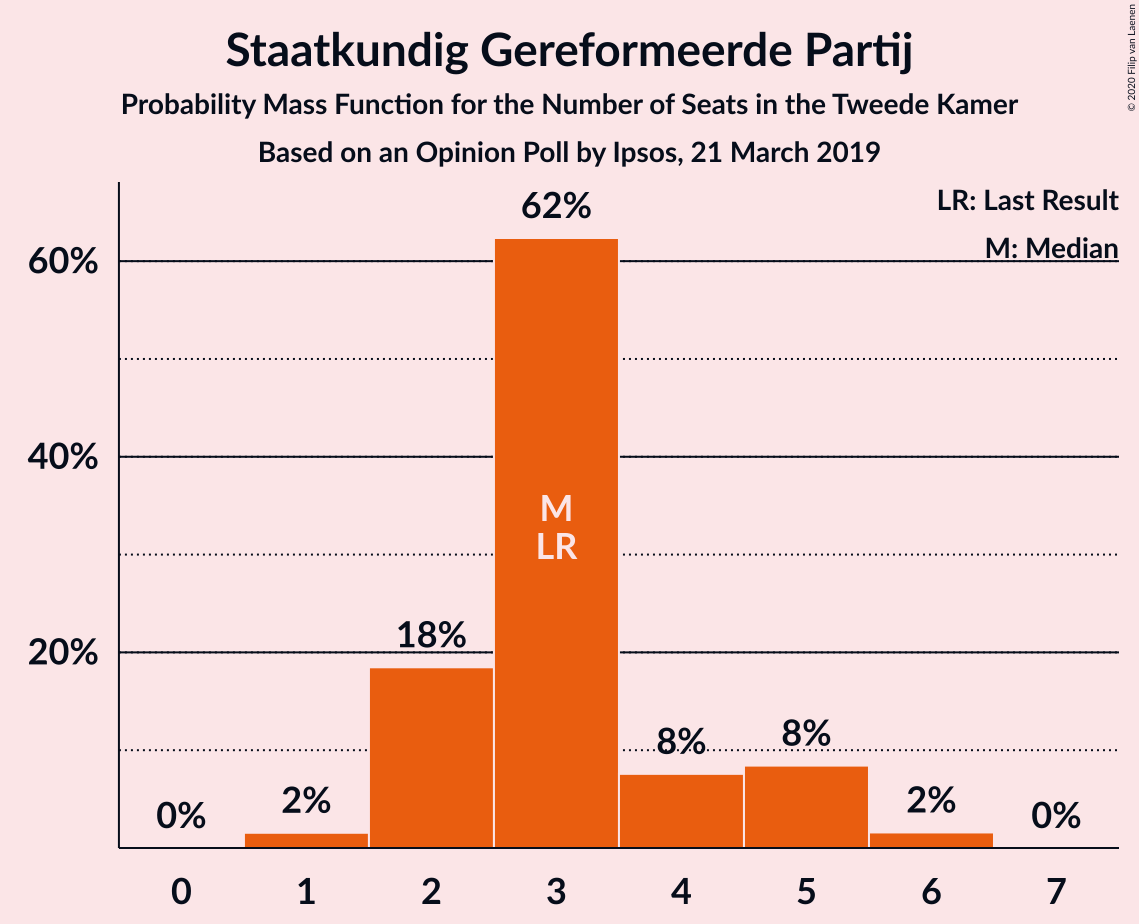 Staatkundig Gereformeerde Partij
Probability Mass Function for the Number of Seats in the Tweede Kamer
Based on an Opinion Poll by Ipsos, 21 March 2019
© 2020 Filip van Laenen
LR: Last Result
M: Median
62%
60%
40%
M
LR
18%
20%
8%
8%
0%
2%
2%
0%
0 1 2 3 4 5 6 7